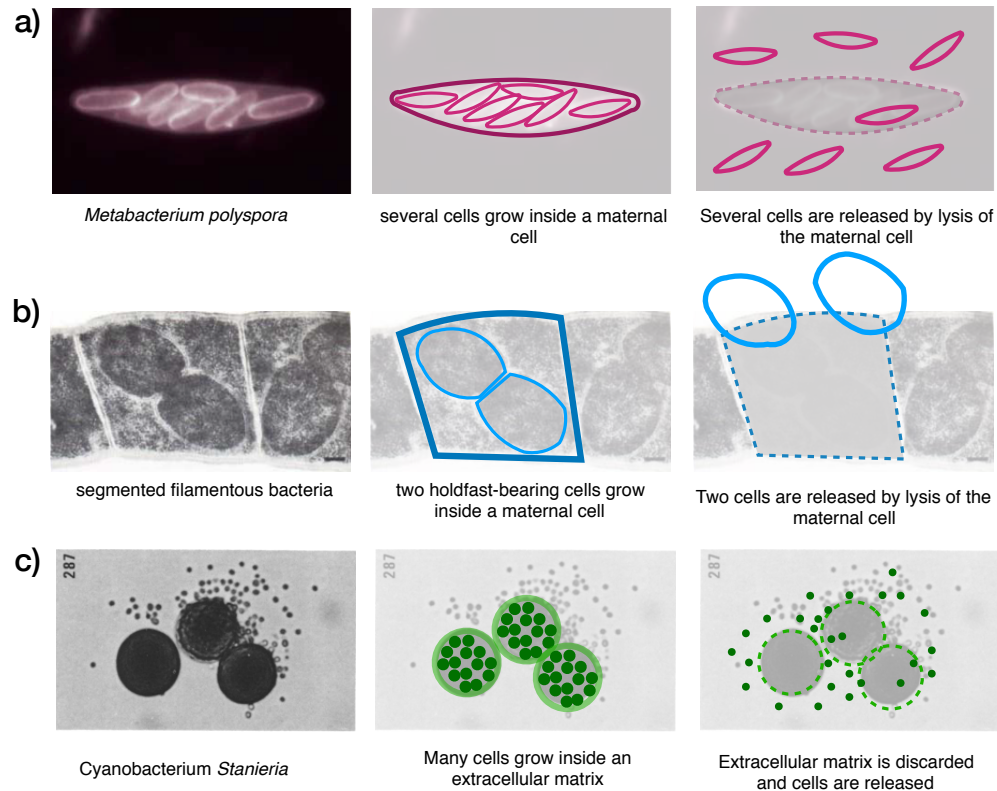 a)
Metabacterium polyspora
several cells grow inside a maternal
cell
Several cells are released by lysis of
the maternal cell
b)
segmented filamentous bacteria
two holdfast-bearing cells grow
inside a maternal cell
Two cells are released by lysis of the
maternal cell
c)
287
287
287
Cyanobacterium Stanieria
Many cells grow inside an
extracellular matrix
Extracellular matrix is discarded
and cells are released